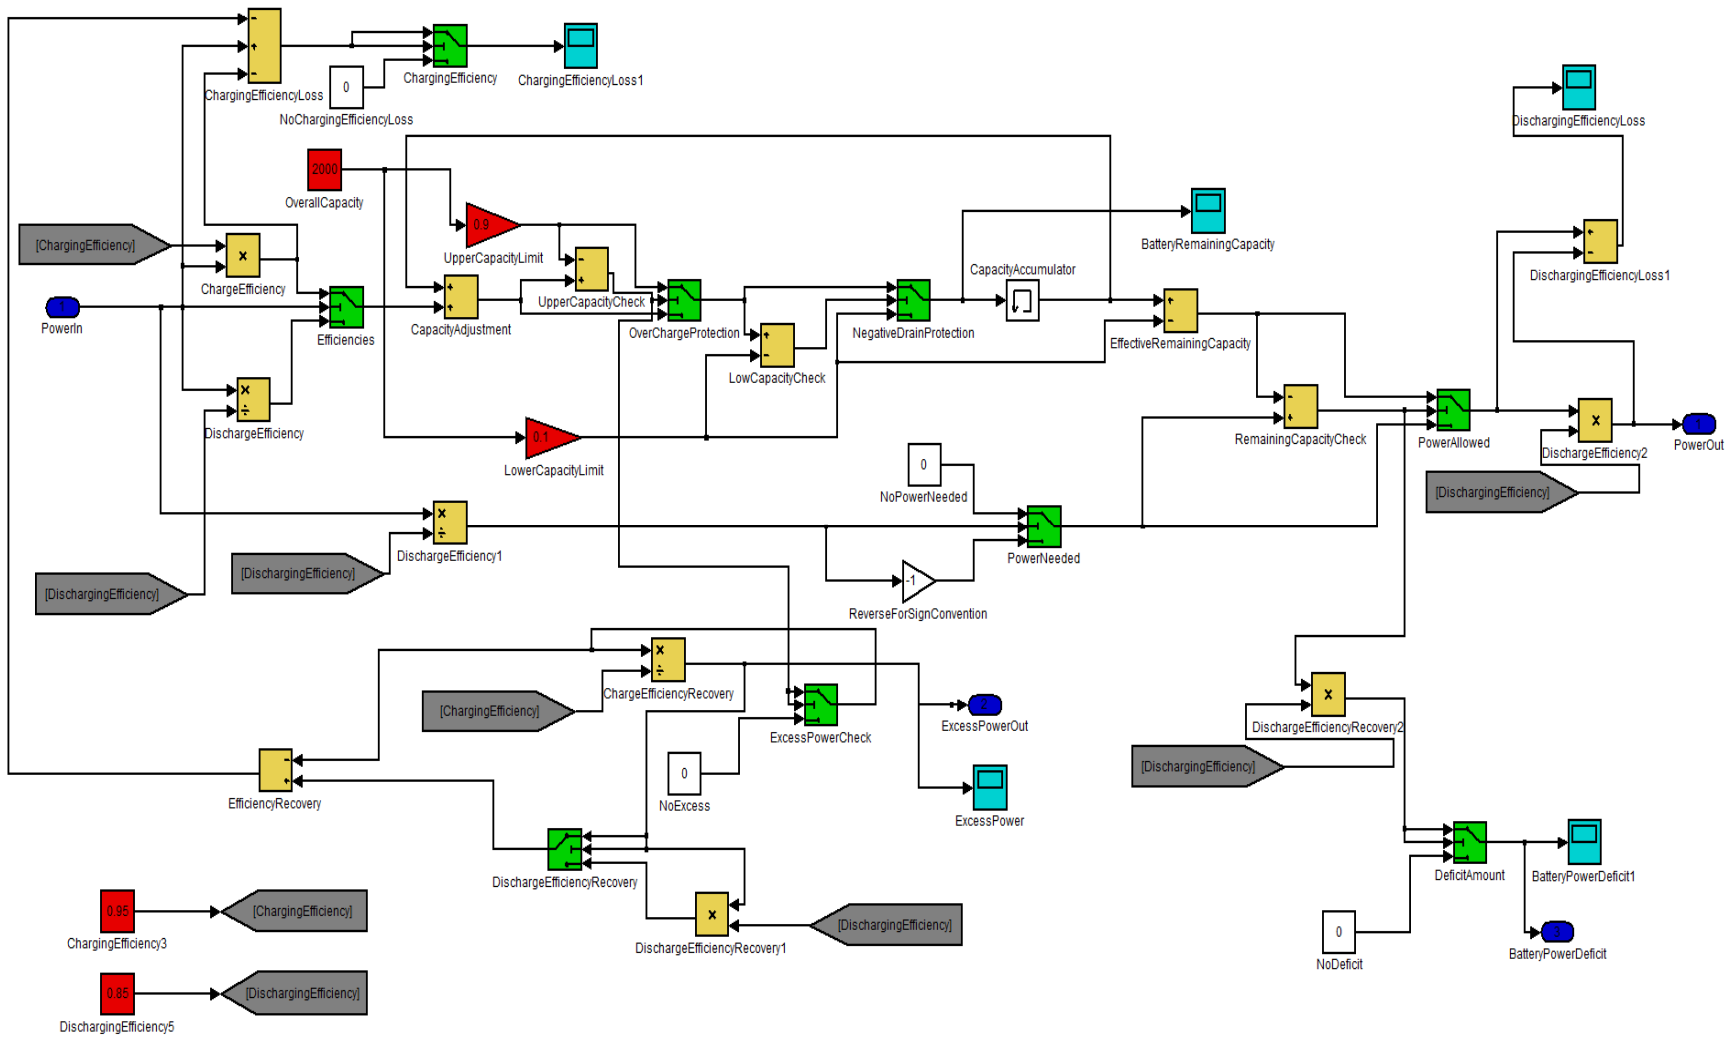 ChargingEfficiencyLoss
0
NoChargingEfficiencyLoss
ChargingEfficiency
ChargingEfficiencyLoss1
DischargingEfficiencyLoss
2000
OverallCapacity
0.9
UpperCapacityLimit
UpperCapacityCheck
BatteryRemainingCapacity
[ChargingEfficiency]
ChargeEfficiency
1
PowerIn
Efficiencies
CapacityAdjustment
OverChargeProtection
LowCapacityCheck
NegativeDrainProtection
CapacityAccumulator
EffectiveRemainingCapacity
DischargingEfficiencyLoss1
DischargeEfficiency
0.1
LowerCapacityLimit
RemainingCapacityCheck
PowerAllowed
DischargeEfficiency2
1
PowerOut
[DischargingEfficiency]
0
NoPowerNeeded
DischargeEfficiency1
PowerNeeded
[DischargingEfficiency]
[DischargingEfficiency]
-1
ReverseForSignConvention
ChargeEfficiencyRecovery
[ChargingEfficiency]
ExcessPowerCheck
2
ExcessPowerOut
DischargeEfficiencyRecovery2
[DischargingEfficiency]
EfficiencyRecovery
0
NoExcess
ExcessPower
DischargeEfficiencyRecovery
DeficitAmount
BatteryPowerDeficit1
0.95
ChargingEfficiency3
[ChargingEfficiency]
DischargeEfficiencyRecovery1
[DischargingEfficiency]
0
NoDeficit
3
BatteryPowerDeficit
0.85
DischargingEfficiency5
[DischargingEfficiency]